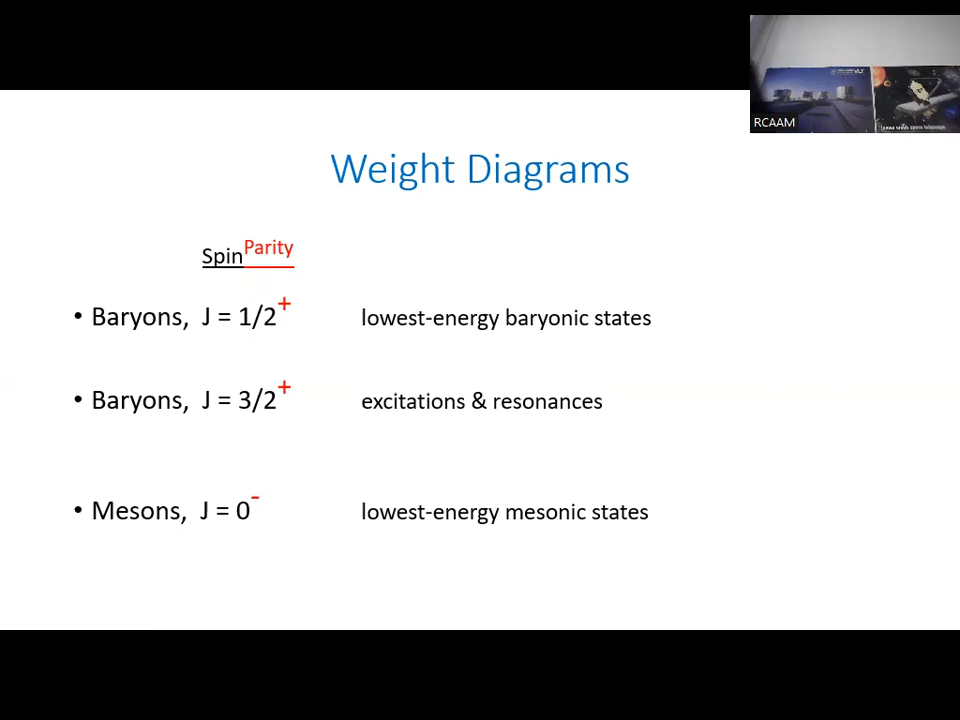 RCAAM
Weight Diagrams
Spin^Parity
• Baryons, J = 1/2^+ lowest-energy baryonic states
• Baryons, J = 3/2^+ excitations & resonances
• Mesons, J = 0^- lowest-energy mesonic states